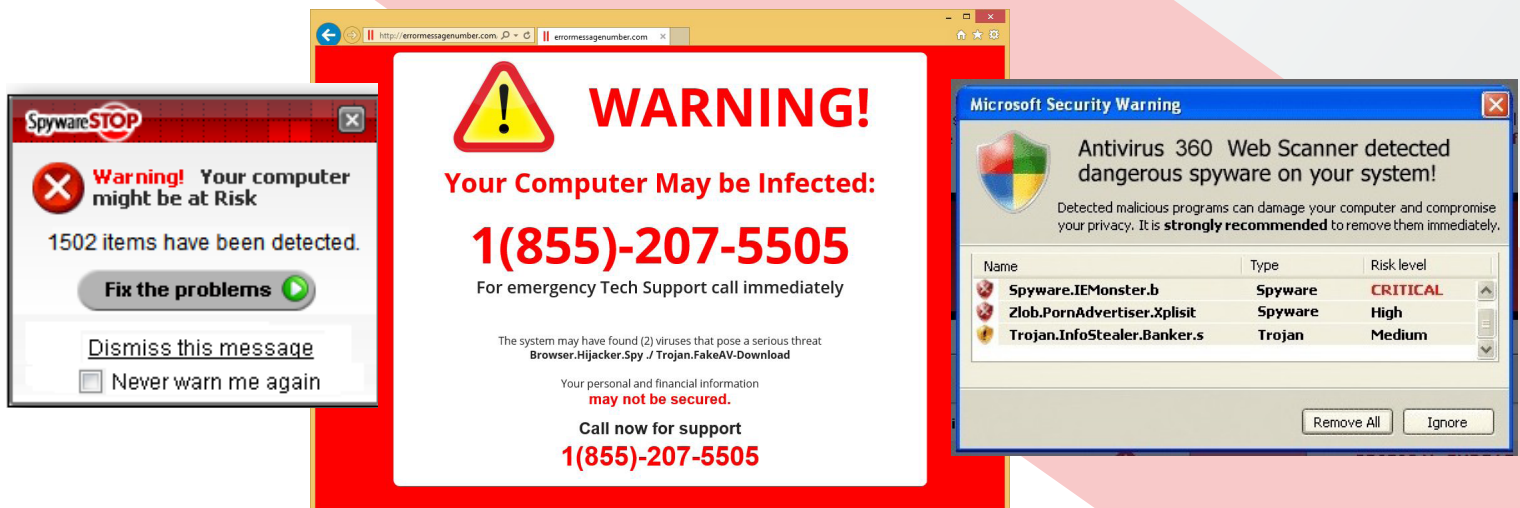 SpywareSTOP
Warning! Your computer
might be at Risk
1502 items have been detected.
Fix the problems
Dismiss this message
Never warn me again
http://errormessagenumber.com.
errormessagenumber.com
WARNING!
Your Computer May be Infected:
1(855)-207-5505
For emergency Tech Support call immediately
The system may have found (2) viruses that pose a serious threat
Browser.Hijacker.Spy ./ Trojan.FakeAV-Download
Your personal and financial information
may not be secured.
Call now for support
1(855)-207-5505
Microsoft Security Warning
Antivirus 360 Web Scanner detected
dangerous spyware on your system!
Detected malicious programs can damage your computer and compromise
your privacy. It is strongly recommended to remove them immediately.
Name Type Risk level
Spyware.IEMonster.b Spyware CRITICAL
Zlob.PornAdvertiser.Xplisit Spyware High
Trojan.InfoStealer.Banker.s Trojan Medium
Remove All Ignore